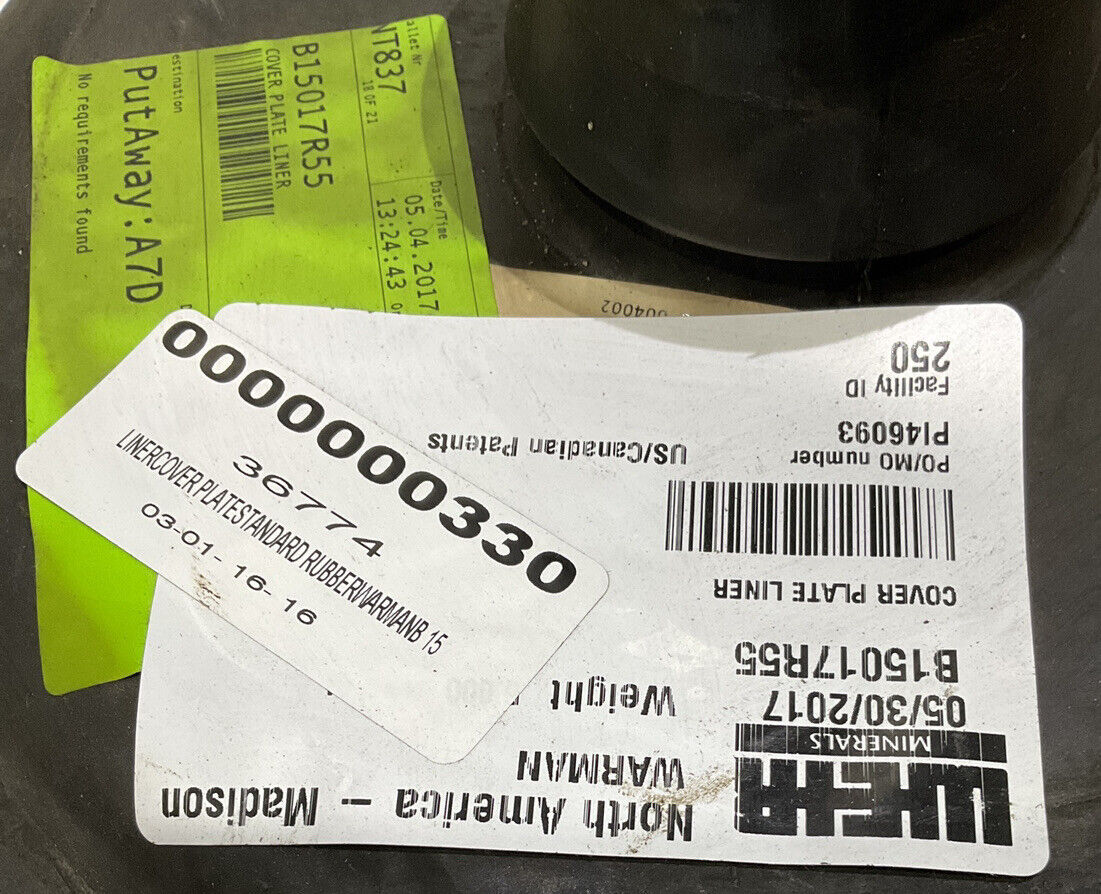 allet Nr
NT837
18 OF 21
Date/Time
05.04.2017
13:24:43
B15017R55
COVER PLATE LINER
estination
PutAway:A7D
No requirements found
004002
0000000330
36774
LINERCOVERPLATESTANDARD RUBBERWARMANB 15
03-01- 16- 16
North America - Madison
WARMAN
Weight
WEIR
MINERALS
05/30/2017
B15017R55
COVER PLATE LINER
PO/MO number
PI46093
US/Canadian Patents
Facility ID
250